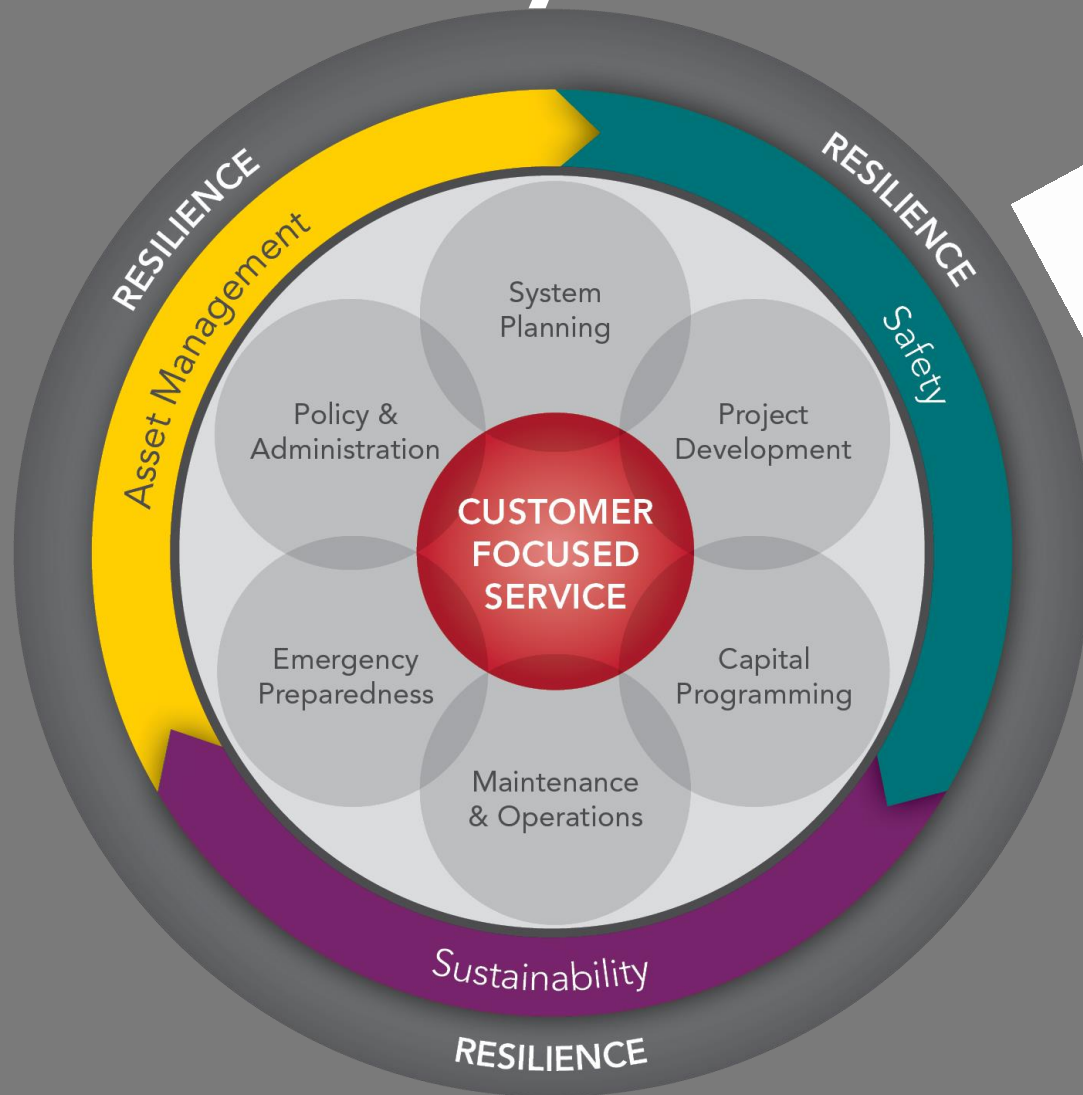 RESILIENCE
RESILIENCE
Asset Management
Safety
System
Planning
Policy &
Administration
Project
Development
CUSTOMER
FOCUSED
SERVICE
Emergency
Preparedness
Capital
Programming
Maintenance
& Operations
Sustainability
RESILIENCE